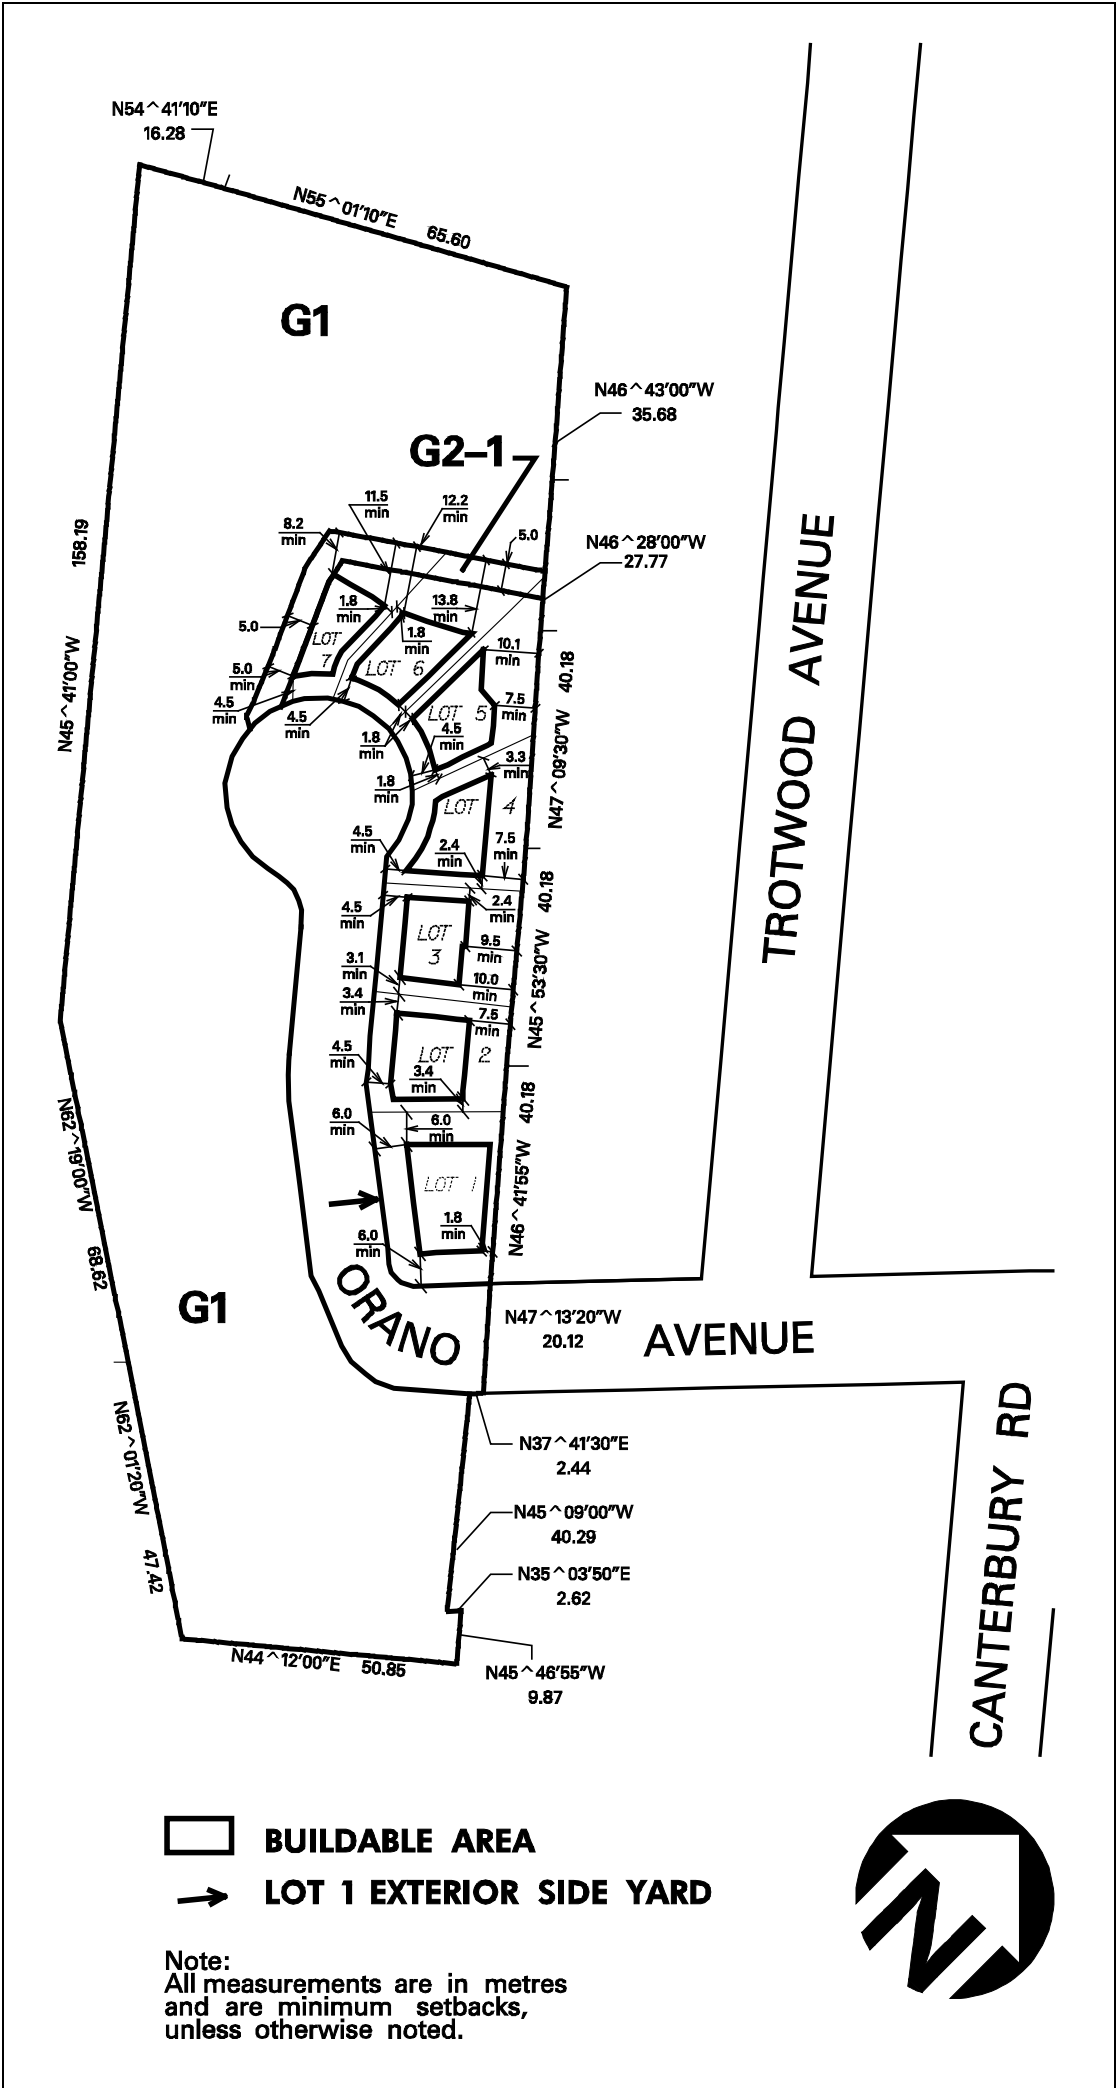 N54^41'10"E
16.28
N55^01'10"E 65.60
G1
N46^43'00"W
35.68
G2–1
11.5
min
12.2
min
8.2
min
5.0
N46^28'00"W
27.77
158.19
N45^41'00"W
TROTWOOD AVENUE
1.8
min
13.8
min
5.0
LOT
7
1.8
min
LOT 6
10.1
min
5.0
min
4.5
min
4.5
min
LOT 5
7.5
min
40.18
N47^09'30"W
1.8
min
4.5
min
3.3
min
1.8
min
LOT 4
4.5
min
2.4
min
7.5
min
4.5
min
2.4
min
40.18
N45^53'30"W
LOT
3
9.5
min
3.1
min
10.0
min
3.4
min
7.5
min
4.5
min
LOT 2
3.4
min
40.18
N46^41'55"W
6.0
min
6.0
min
LOT 1
1.8
min
6.0
min
N62^19'00"W
68.62
G1
ORANO
AVENUE
N47^13'20"W
20.12
N37^41'30"E
2.44
N62^01'20"W
47.42
N45^09'00"W
40.29
N35^03'50"E
2.62
CANTERBURY RD
N44^12'00"E 50.85
N45^46'55"W
9.87
BUILDABLE AREA
LOT 1 EXTERIOR SIDE YARD
N
Note:
All measurements are in metres
and are minimum setbacks,
unless otherwise noted.